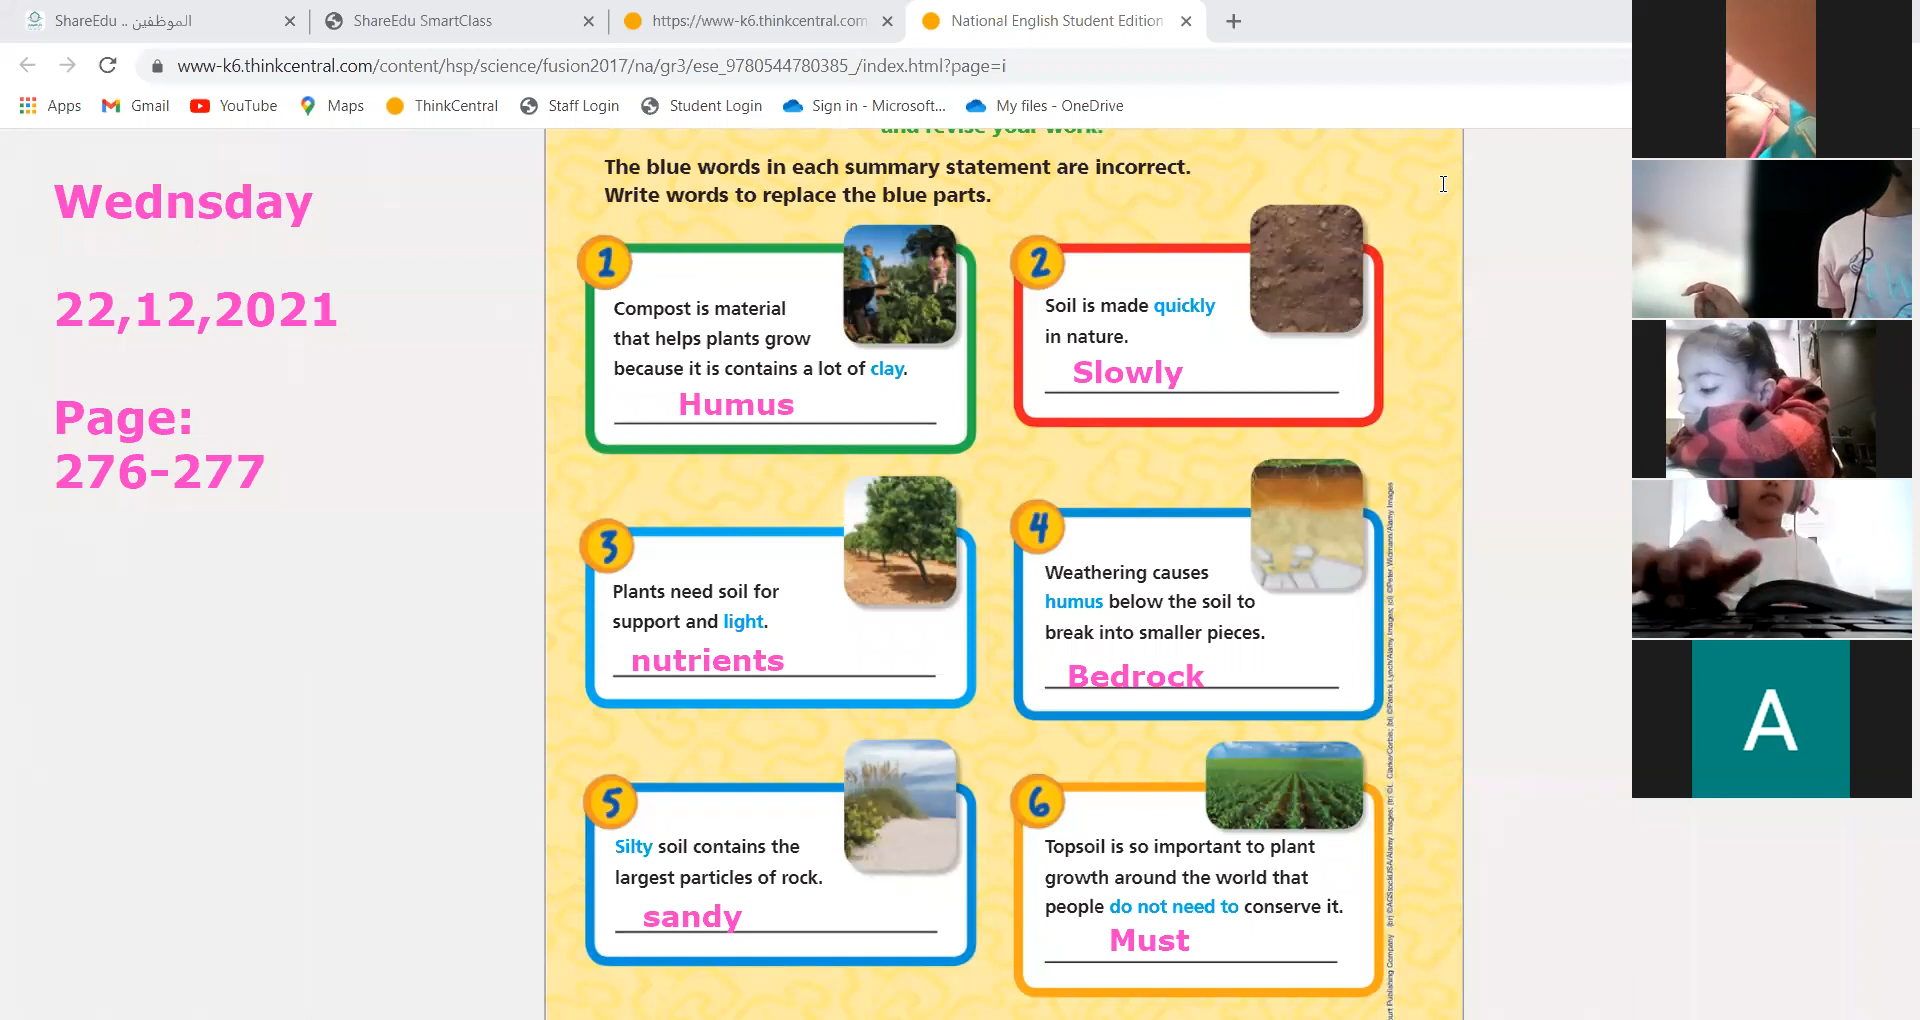 ShareEdu .. الموظفين
ShareEdu SmartClass
https://www-k6.thinkcentral.com
National English Student Edition
www-k6.thinkcentral.com/content/hsp/science/fusion2017/na/gr3/ese_9780544780385_/index.html?page=i
Apps
Gmail
YouTube
Maps
ThinkCentral
Staff Login
Student Login
Sign in - Microsoft...
My files - OneDrive
Wednsday
22,12,2021
Page:
276-277
and revise your work.
The blue words in each summary statement are incorrect.
Write words to replace the blue parts.
1
Compost is material
that helps plants grow
because it is contains a lot of clay.
Humus
2
Soil is made quickly
in nature.
Slowly
3
Plants need soil for
support and light.
nutrients
4
Weathering causes
humus below the soil to
break into smaller pieces.
Bedrock
5
Silty soil contains the
largest particles of rock.
sandy
6
Topsoil is so important to plant
growth around the world that
people do not need to conserve it.
Must
A